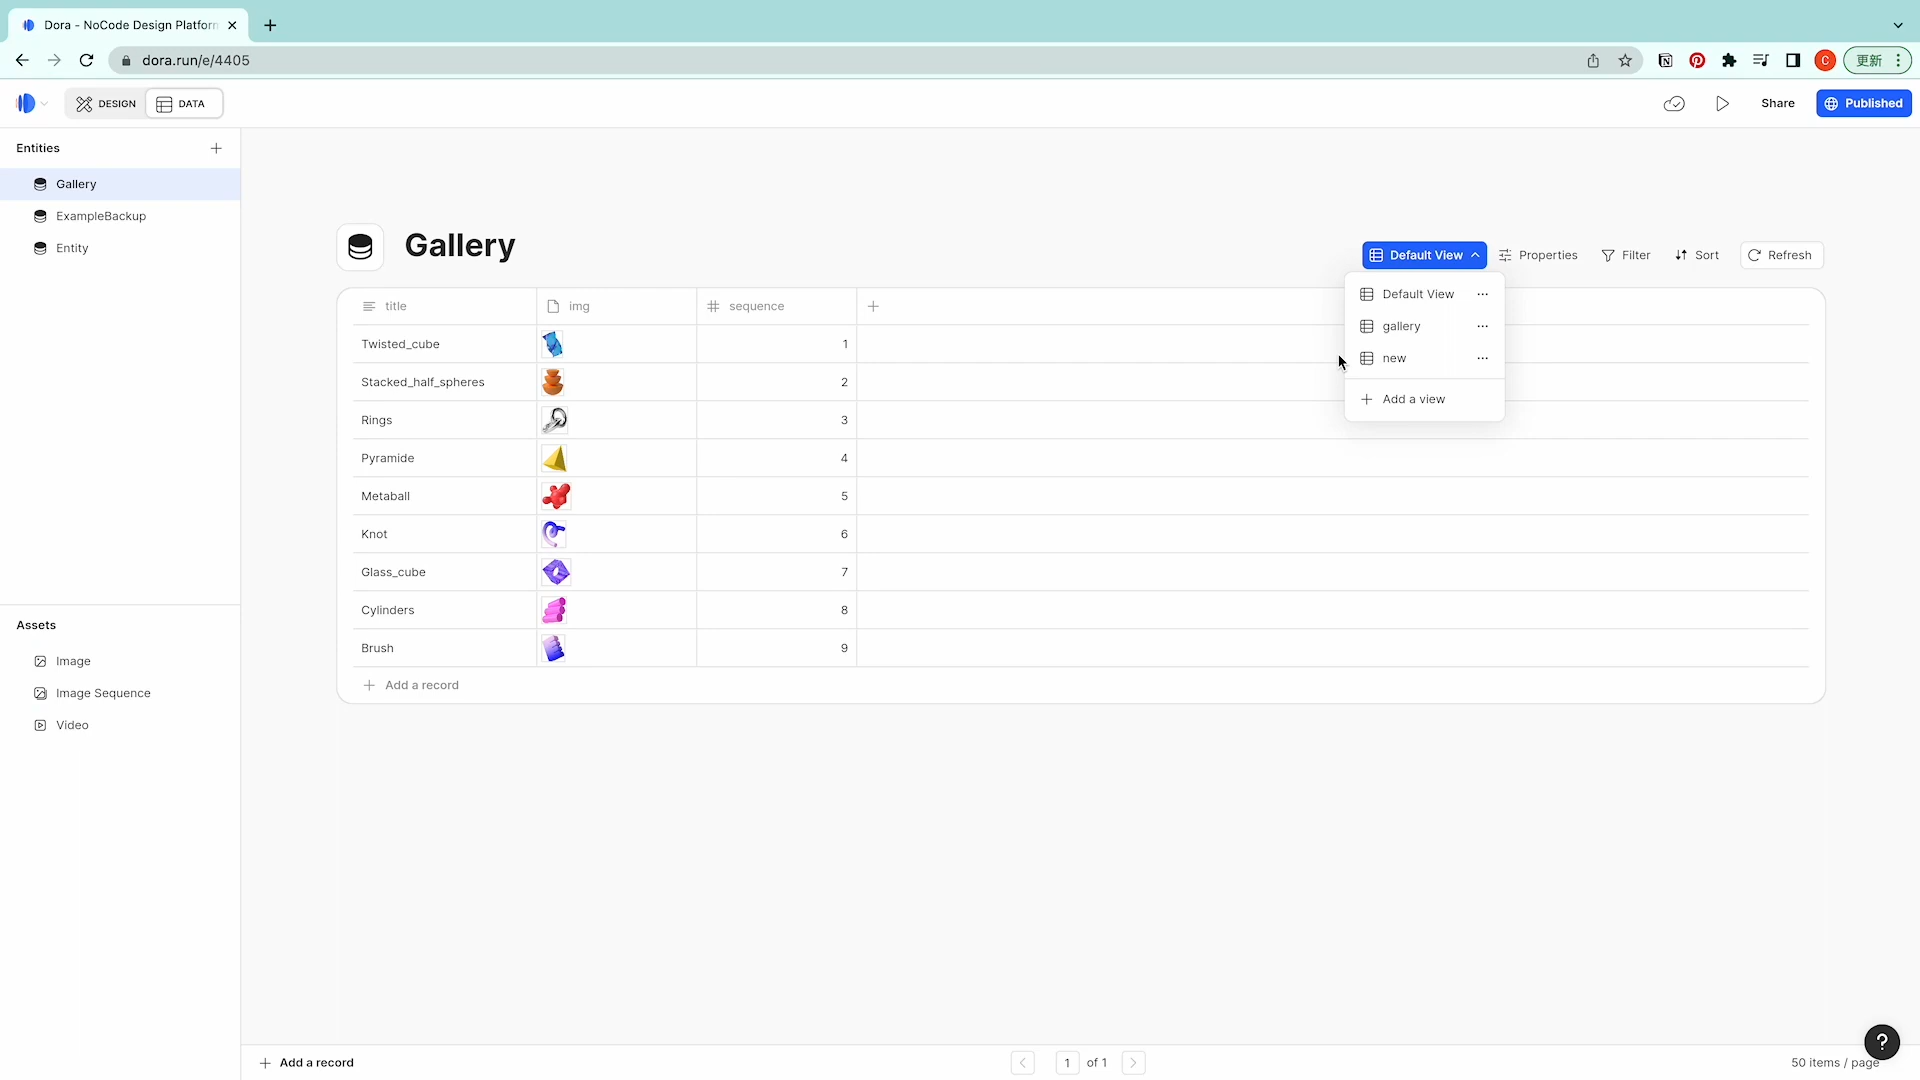 Dora - NoCode Design Platform
dora.run/e/4405
C
更新
DESIGN
DATA
Share
Published
Entities
Gallery
ExampleBackup
Entity
Gallery
Default View
Properties
Filter
Sort
Refresh
Default View
gallery
new
Add a view
title
img
sequence
Twisted_cube
1
Stacked_half_spheres
2
Rings
3
Pyramide
4
Metaball
5
Knot
6
Glass_cube
7
Cylinders
8
Brush
9
Add a record
Assets
Image
Image Sequence
Video
Add a record
1 of 1
50 items / page
?